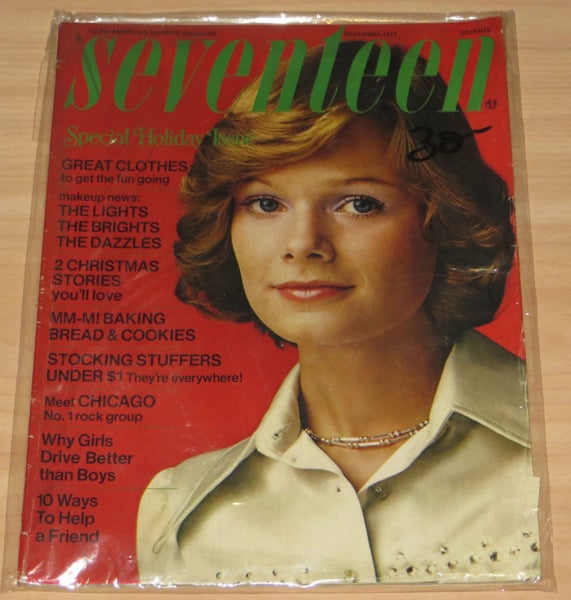 YOUNG AMERICA'S FAVORITE MAGAZINE
DECEMBER 1973
60 CENTS
seventeen
Special Holiday Issue
30-
GREAT CLOTHES
to get the fun going
makeup news:
THE LIGHTS
THE BRIGHTS
THE DAZZLES
2 CHRISTMAS
STORIES
you'll love
MM-M! BAKING
BREAD & COOKIES
STOCKING STUFFERS
UNDER $1 They're everywhere!
Meet CHICAGO
No. 1 rock group
Why Girls
Drive Better
than Boys
10 Ways
To Help
a Friend